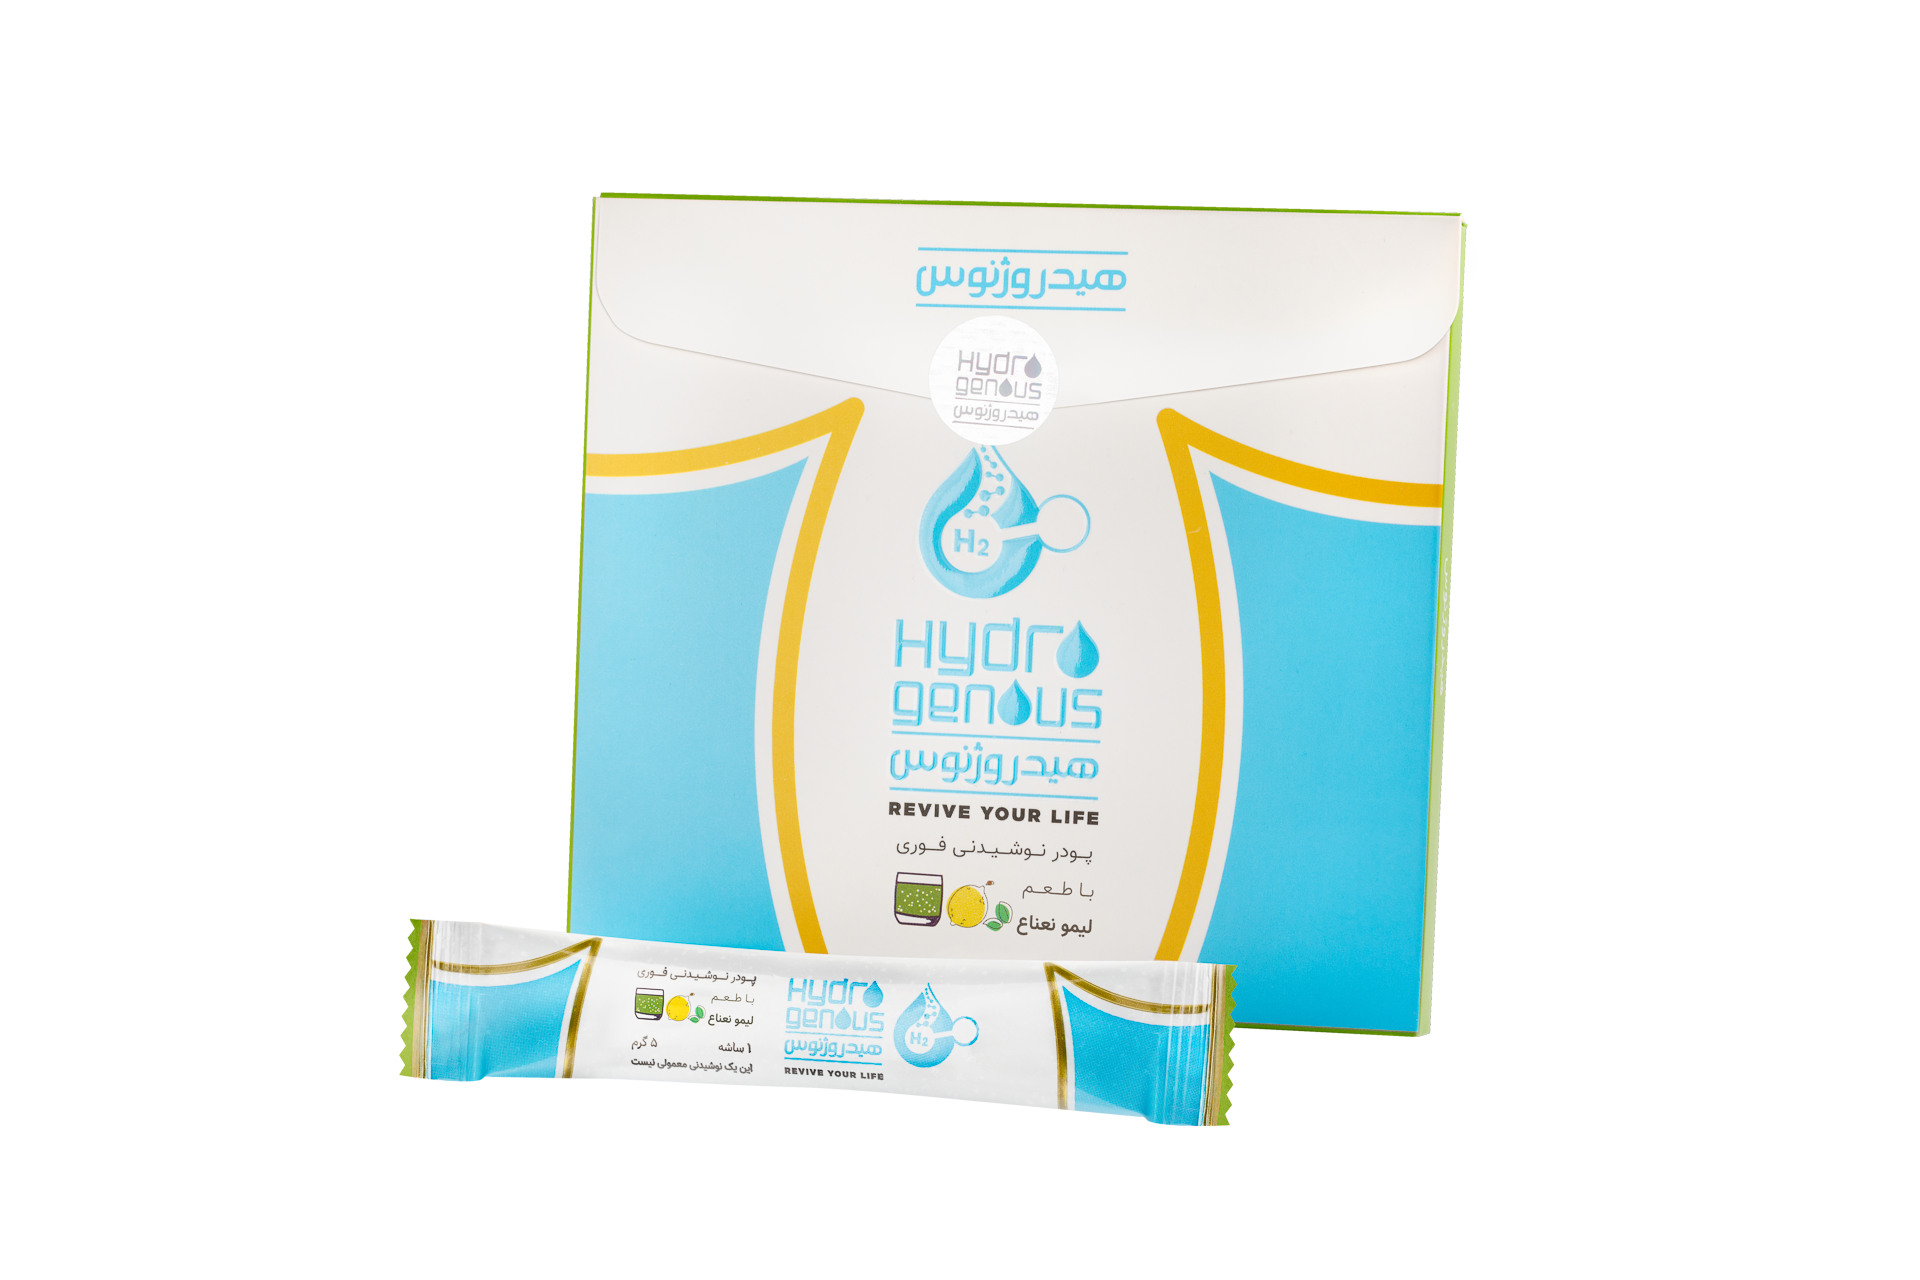 هیدروژنوس
Hydro
genous
هیدروژنوس
H2
Hydro
genous
هیدروژنوس
REVIVE YOUR LIFE
پودر نوشیدنی فوری
با طعم
لیمو نعناع
پودر نوشیدنی فوری
با طعم
لیمو نعناع
۱ ساشه ۵ گرم
این یک نوشیدنی معمولی نیست
Hydro
genous
هیدروژنوس
REVIVE YOUR LIFE
H2